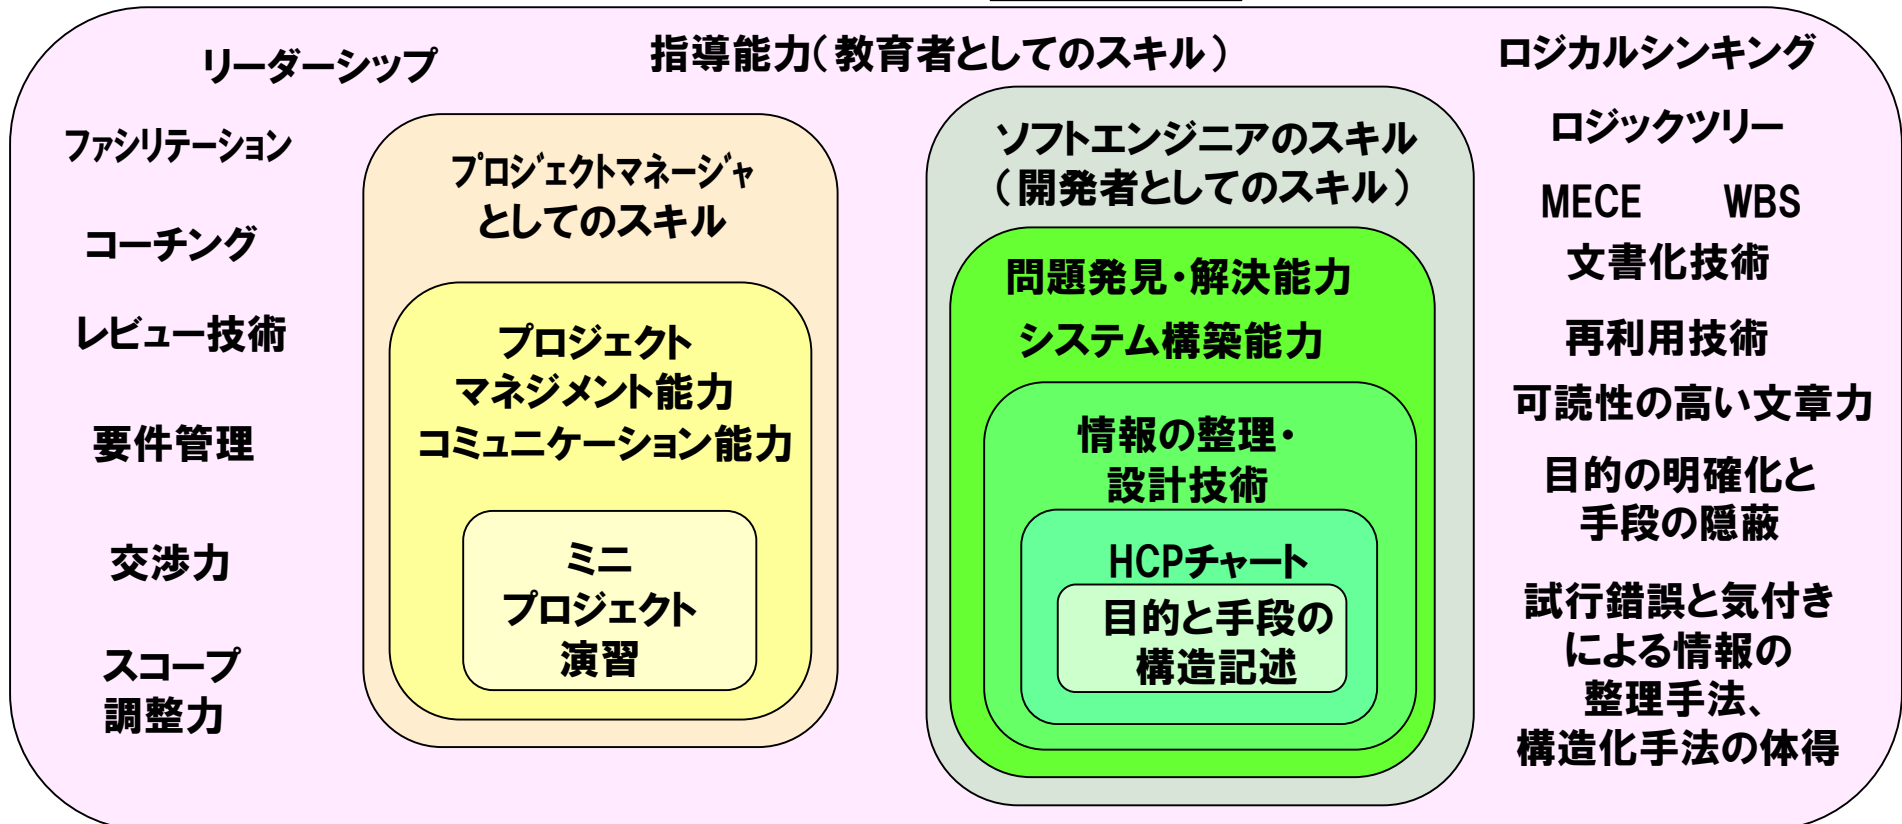 リーダーシップ
指導能力(教育者としてのスキル)
ロジカルシンキング
ファシリテーション
コーチング
レビュー技術
要件管理
交渉力
スコープ
調整力
プロジェクトマネージャ
としてのスキル
プロジェクト
マネジメント能力
コミュニケーション能力
ミニ
プロジェクト
演習
ソフトエンジニアのスキル
(開発者としてのスキル)
問題発見・解決能力
システム構築能力
情報の整理・
設計技術
HCPチャート
目的と手段の
構造記述
ロジックツリー
MECE WBS
文書化技術
再利用技術
可読性の高い文章力
目的の明確化と
手段の隠蔽
試行錯誤と気付き
による情報の
整理手法、
構造化手法の体得